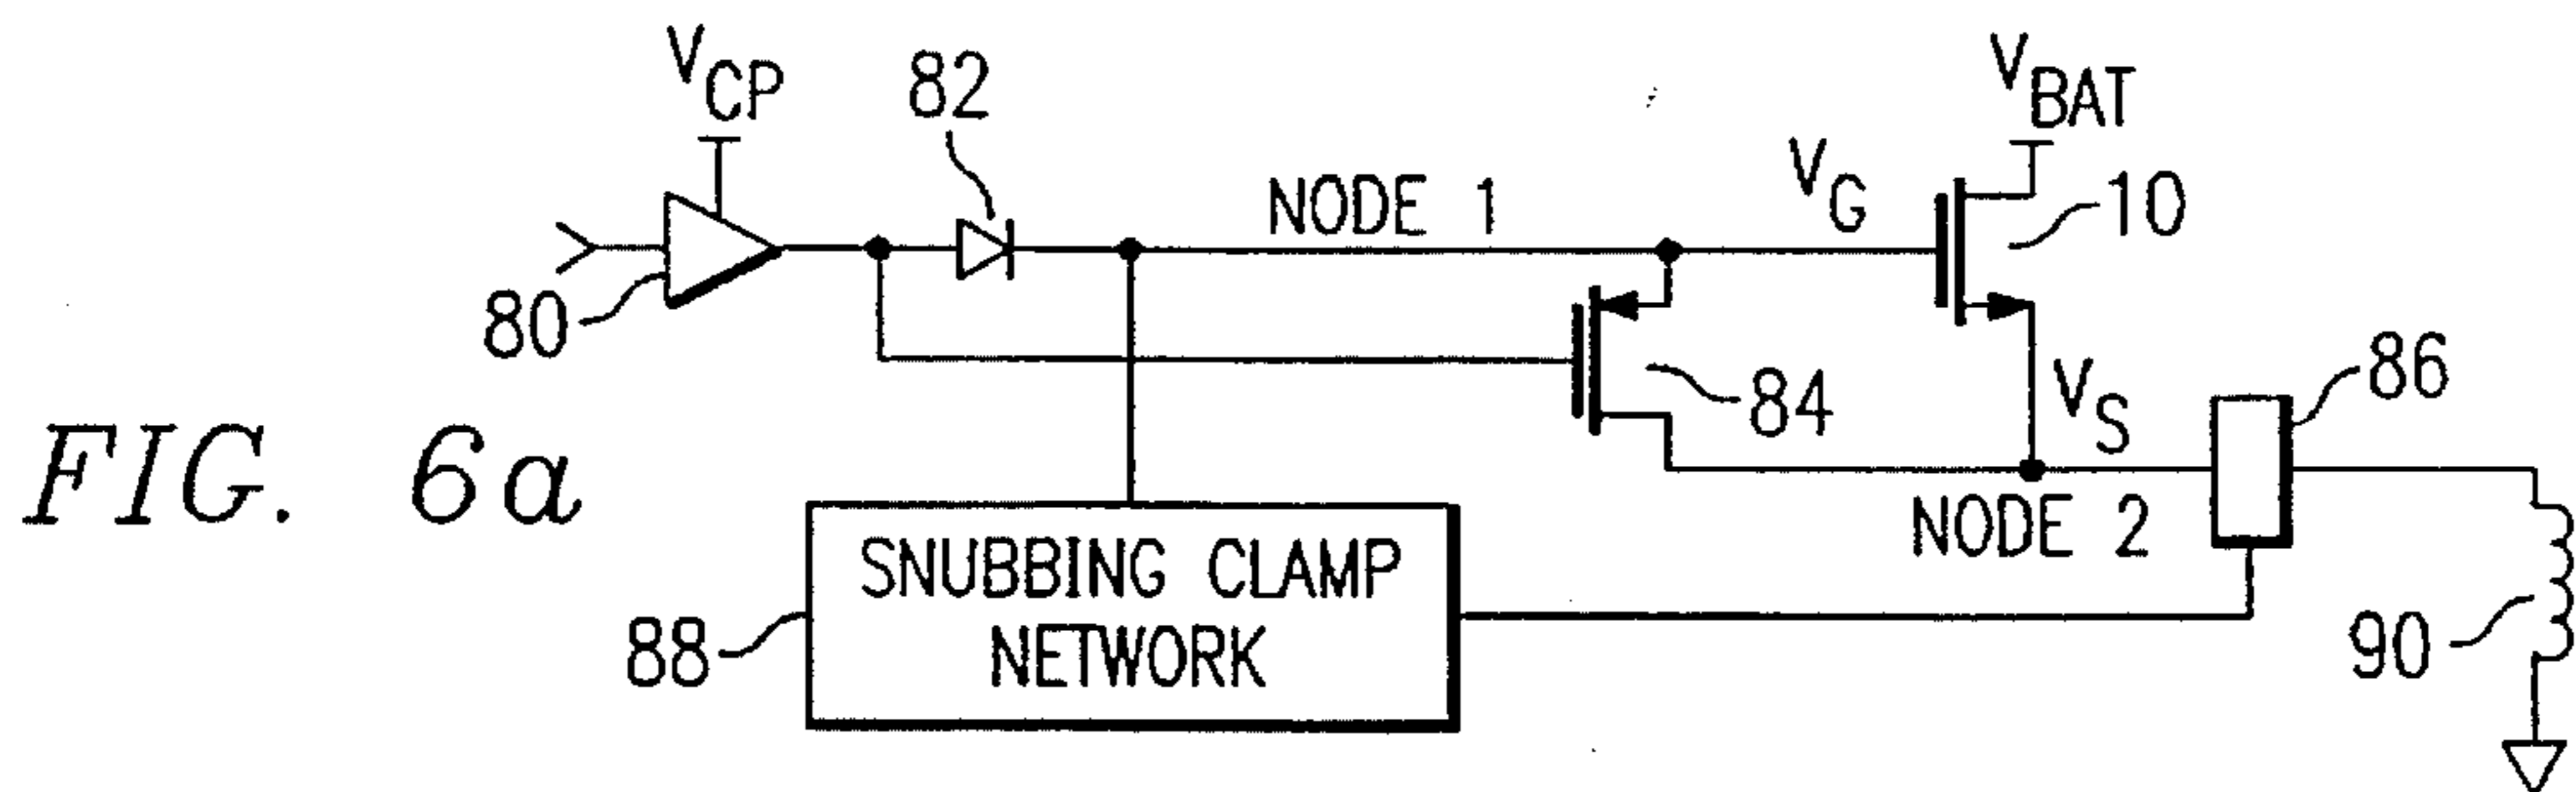 V_CP
82
V_BAT
NODE 1
V_G
10
80
84
V_S
86
FIG. 6a
NODE 2
SNUBBING CLAMP
NETWORK
88
90